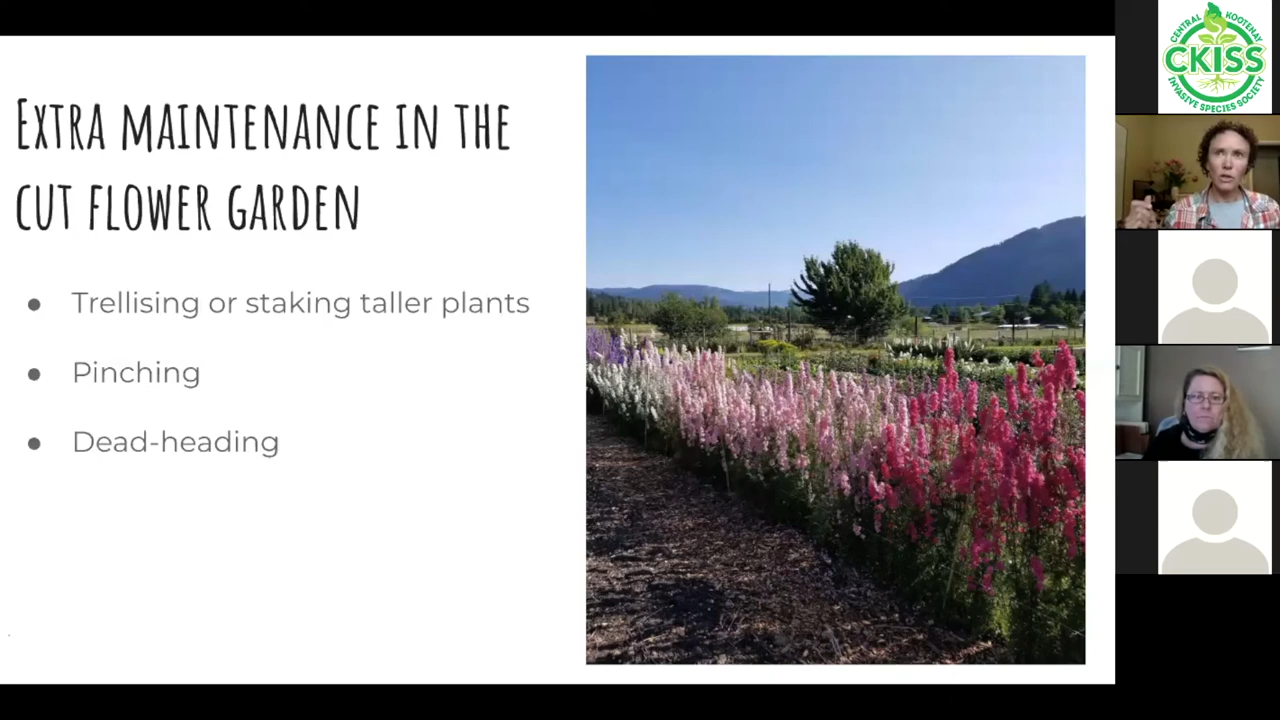 Extra maintenance in the
cut flower garden
● Trellising or staking taller plants
● Pinching
● Dead-heading
CENTRAL KOOTENAY
CKISS
INVASIVE SPECIES SOCIETY